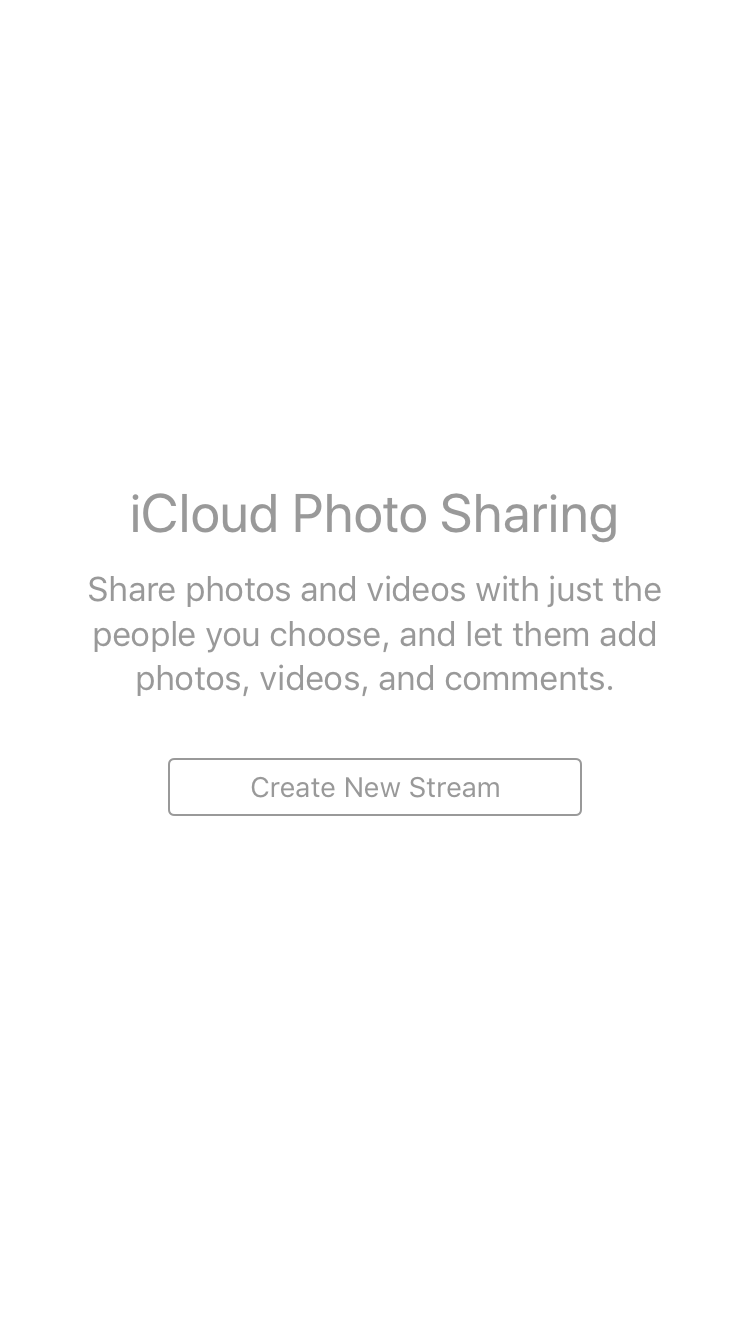 iCloud Photo Sharing
Share photos and videos with just the
people you choose, and let them add
photos, videos, and comments.
Create New Stream